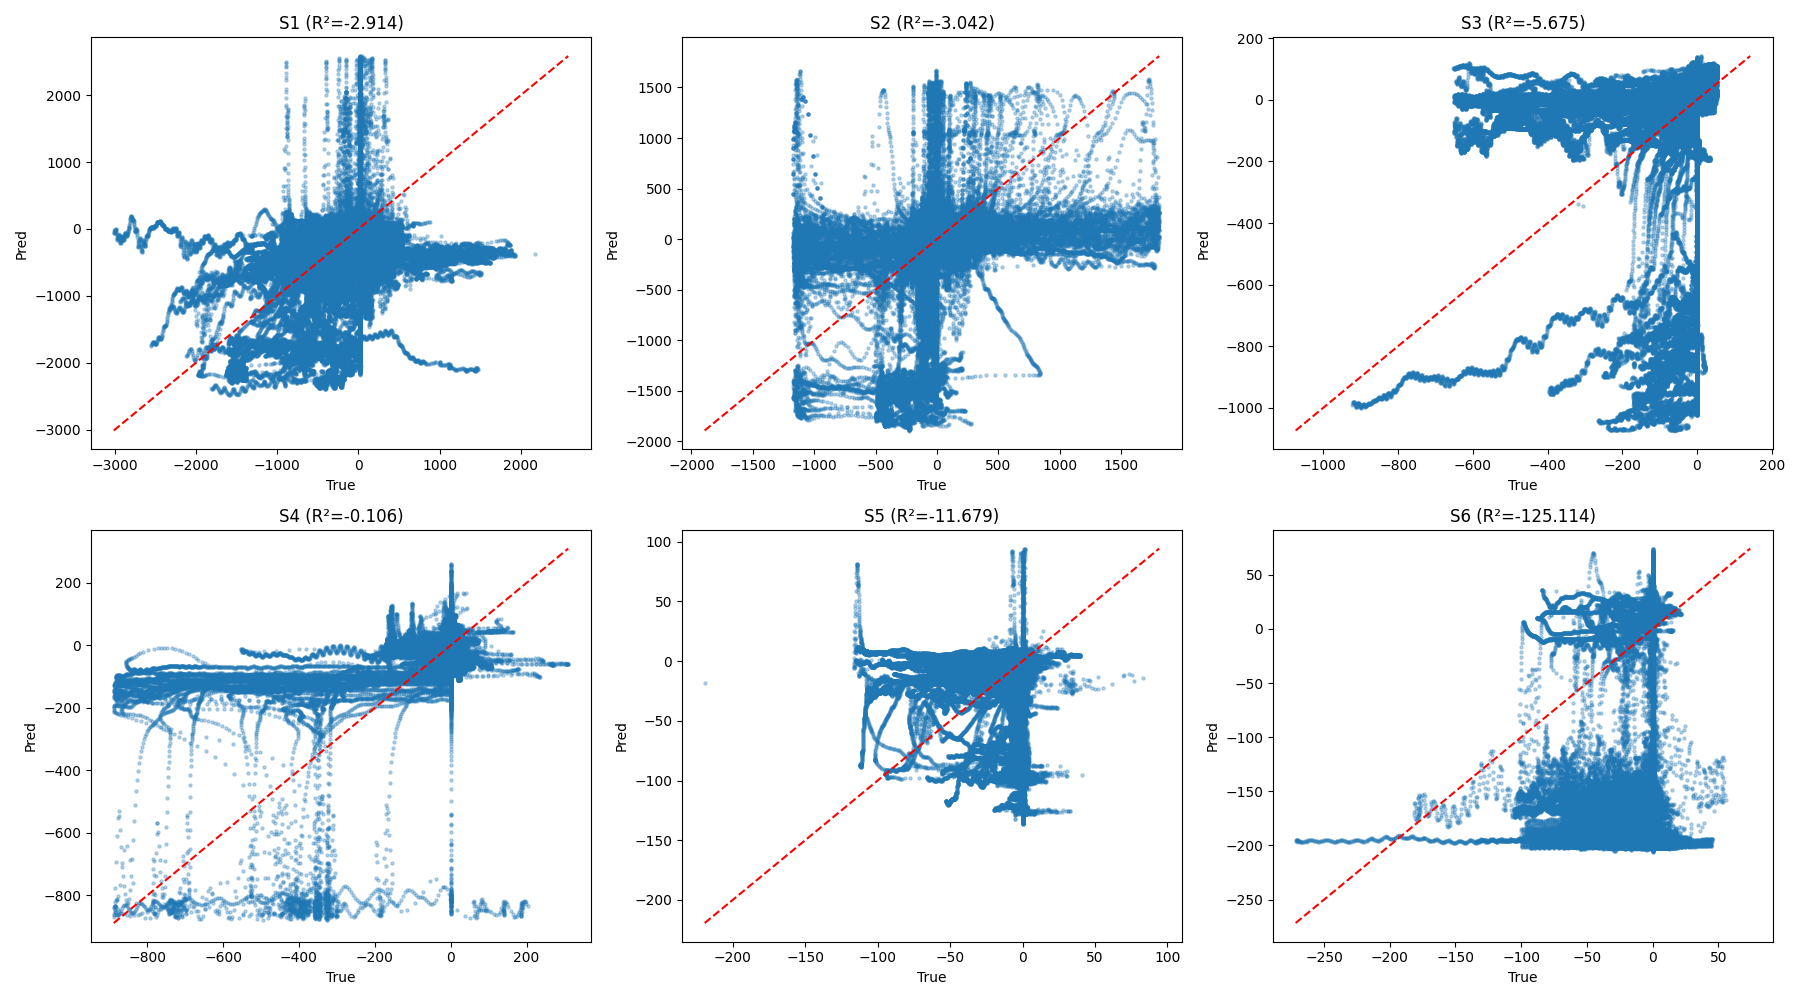 S1 (R²=-2.914)
2000
1000
0
−1000
−2000
−3000
Pred
−3000 −2000 −1000 0 1000 2000
True
S2 (R²=-3.042)
1500
1000
500
0
−500
−1000
−1500
−2000
Pred
−2000 −1500 −1000 −500 0 500 1000 1500
True
S3 (R²=-5.675)
200
0
−200
−400
−600
−800
−1000
Pred
−1000 −800 −600 −400 −200 0 200
True
S4 (R²=-0.106)
200
0
−200
−400
−600
−800
Pred
−800 −600 −400 −200 0 200
True
S5 (R²=-11.679)
100
50
0
−50
−100
−150
−200
Pred
−200 −150 −100 −50 0 50 100
True
S6 (R²=-125.114)
50
0
−50
−100
−150
−200
−250
Pred
−250 −200 −150 −100 −50 0 50
True